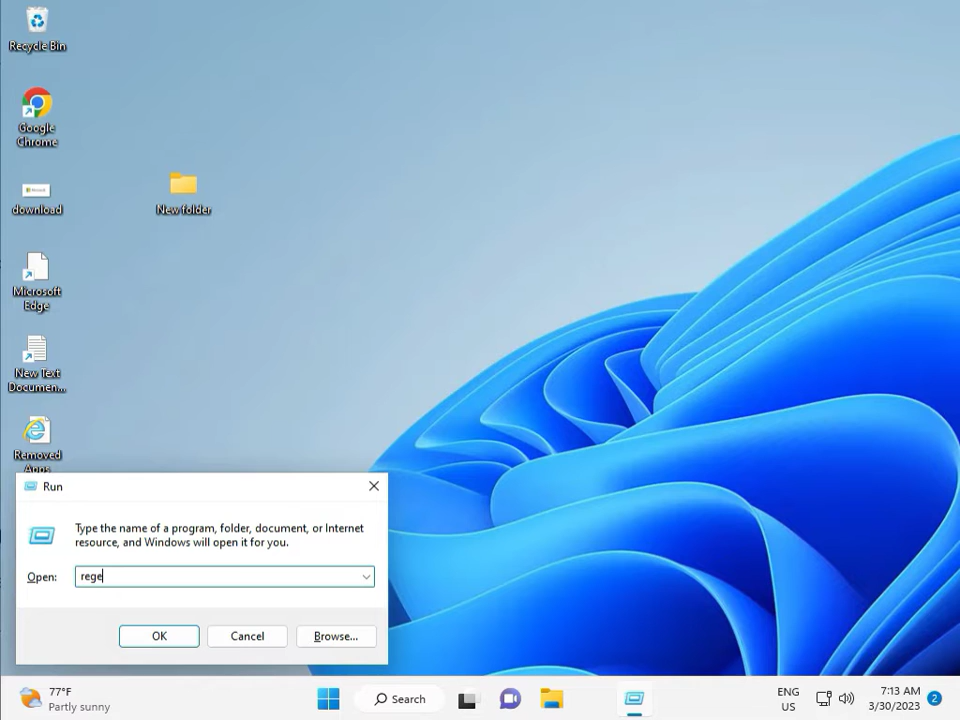 Recycle Bin
Google
Chrome
download
New folder
Microsoft
Edge
New Text
Documen...
Removed
Apps
Run
Type the name of a program, folder, document, or Internet
resource, and Windows will open it for you.
Open:
rege
OK
Cancel
Browse...
77°F
Partly sunny
Search
ENG
US
7:13 AM
3/30/2023
2